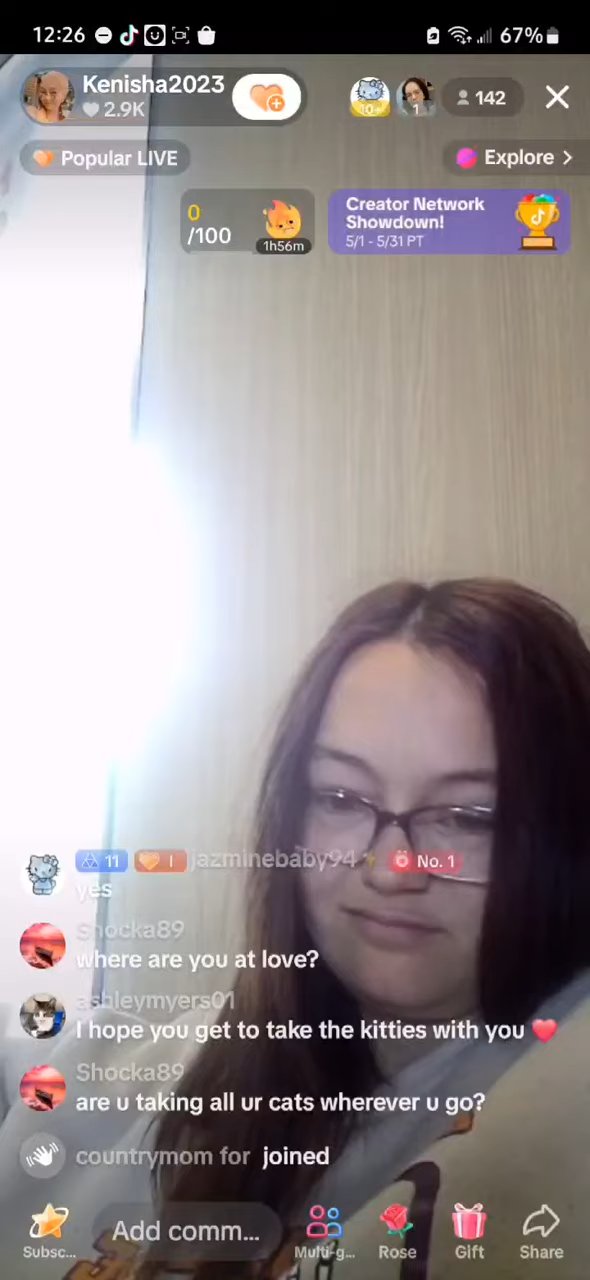 12:26
67%
Kenisha2023
2.9K
10+
1
142
Popular LIVE
Explore >
0
/100
1h56m
Creator Network
Showdown!
5/1 - 5/31 PT
11
1
jazminebaby94
No. 1
yes
Shocka89
where are you at love?
ashleymyers01
I hope you get to take the kitties with you ❤️
Shocka89
are u taking all ur cats wherever u go?
countrymom for joined
Add comm...
Subsc...
Multi-g...
Rose
Gift
Share